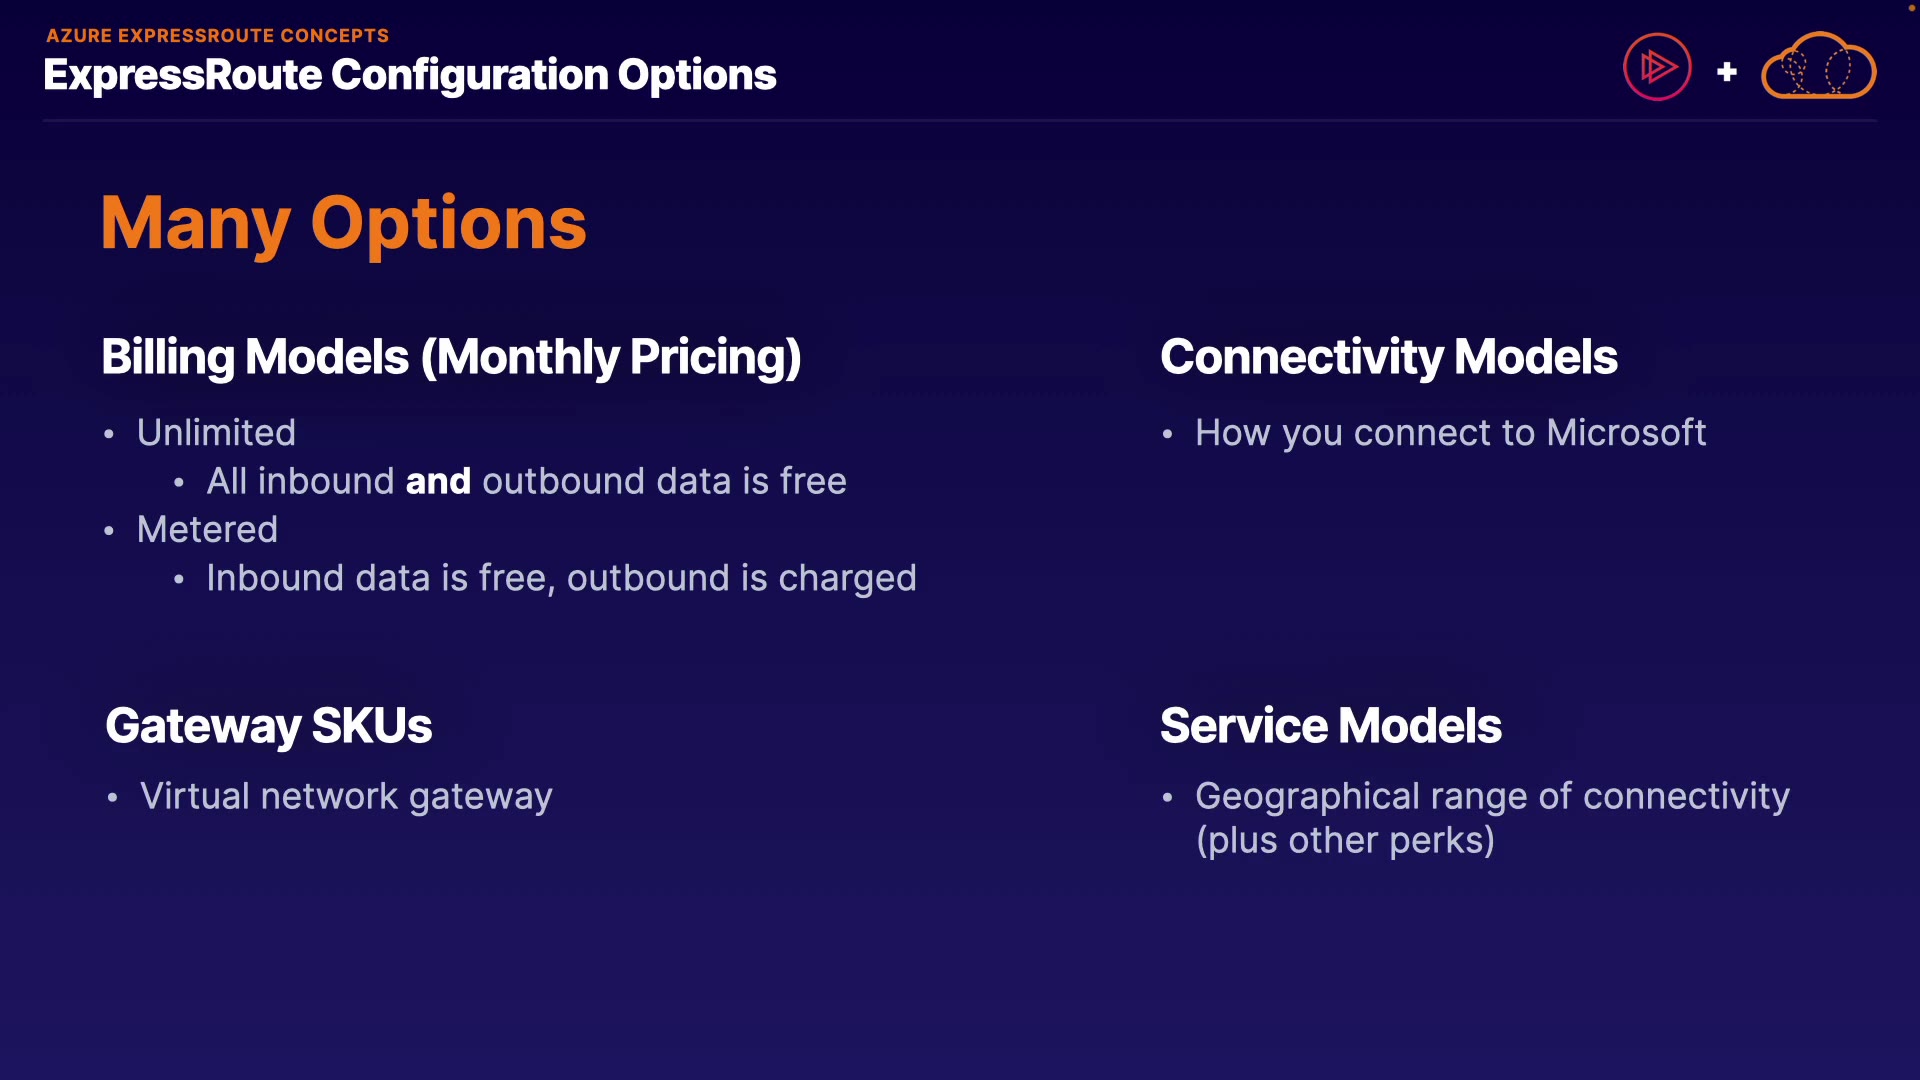 AZURE EXPRESSROUTE CONCEPTS
ExpressRoute Configuration Options
+
Many Options
Billing Models (Monthly Pricing)
• Unlimited
• All inbound and outbound data is free
• Metered
• Inbound data is free, outbound is charged
Connectivity Models
• How you connect to Microsoft
Gateway SKUs
• Virtual network gateway
Service Models
• Geographical range of connectivity
(plus other perks)